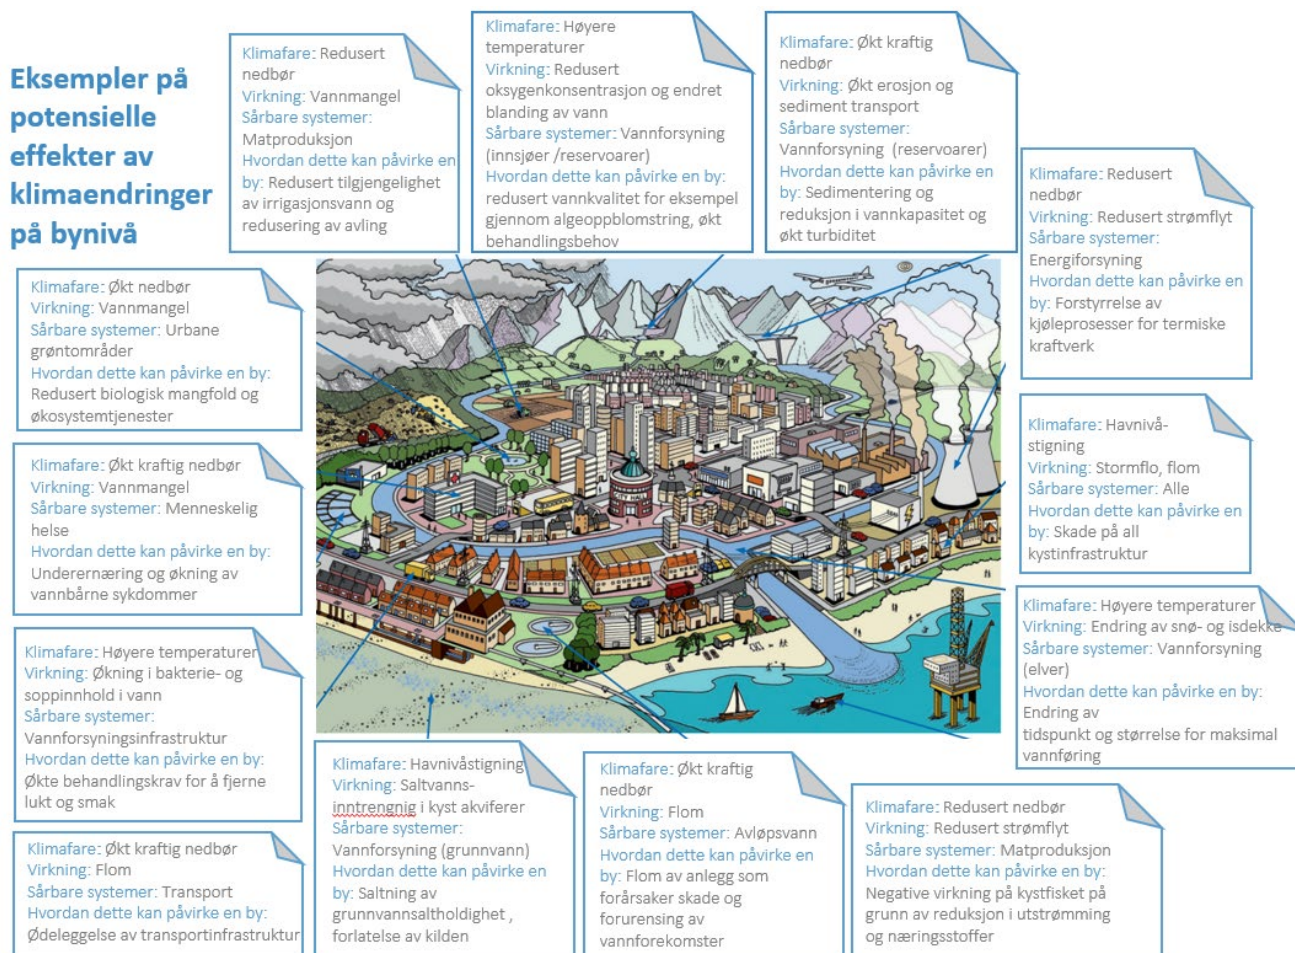 Eksempler på
potensielle
effekter av
klimaendringer
på bynivå
Klimafare: Redusert
nedbør
Virkning: Vannmangel
Sårbare systemer:
Matproduksjon
Hvordan dette kan påvirke en
by: Redusert tilgjengelighet
av irrigasjonsvann og
redusering av avling
Klimafare: Høyere
temperaturer
Virkning: Redusert
oksygenkonsentrasjon og endret
blanding av vann
Sårbare systemer: Vannforsyning
(innsjøer /reservoarer)
Hvordan dette kan påvirke en by:
redusert vannkvalitet for eksempel
gjennom algeoppblomstring, økt
behandlingsbehov
Klimafare: Økt kraftig
nedbør
Virkning: Økt erosjon og
sediment transport
Sårbare systemer:
Vannforsyning (reservoarer)
Hvordan dette kan påvirke en
by: Sedimentering og
reduksjon i vannkapasitet og
økt turbiditet
Klimafare: Redusert
nedbør
Virkning: Redusert strømflyt
Sårbare systemer:
Energiforsyning
Hvordan dette kan påvirke en
by: Forstyrrelse av
kjøleprosesser for termiske
kraftverk
Klimafare: Økt nedbør
Virkning: Vannmangel
Sårbare systemer: Urbane
grøntområder
Hvordan dette kan påvirke en by:
Redusert biologisk mangfold og
økosystemtjenester
Klimafare: Økt kraftig nedbør
Virkning: Vannmangel
Sårbare systemer: Menneskelig
helse
Hvordan dette kan påvirke en by:
Underernæring og økning av
vannbårne sykdommer
CITY HALL
Klimafare: Havnivå-
stigning
Virkning: Stormflo, flom
Sårbare systemer: Alle
Hvordan dette kan påvirke en
by: Skade på all
kystinfrastruktur
Klimafare: Høyere temperaturer
Virkning: Endring av snø- og isdekke
Sårbare systemer: Vannforsyning
(elver)
Hvordan dette kan påvirke en by:
Endring av
tidspunkt og størrelse for maksimal
vannføring
Klimafare: Høyere temperaturer
Virkning: Økning i bakterie- og
soppinnhold i vann
Sårbare systemer:
Vannforsyningsinfrastruktur
Hvordan dette kan påvirke en by:
Økte behandlingskrav for å fjerne
lukt og smak
Klimafare: Økt kraftig nedbør
Virkning: Flom
Sårbare systemer: Transport
Hvordan dette kan påvirke en by:
Ødeleggelse av transportinfrastruktur
Klimafare: Havnivåstigning
Virkning: Saltvanns-
inntrengnig i kyst akviferer
Sårbare systemer:
Vannforsyning (grunnvann)
Hvordan dette kan påvirke en
by: Saltning av
grunnvannsaltholdighet ,
forlatelse av kilden
Klimafare: Økt kraftig
nedbør
Virkning: Flom
Sårbare systemer: Avløpsvann
Hvordan dette kan påvirke en
by: Flom av anlegg som
forårsaker skade og
forurensing av
vannforekomster
Klimafare: Redusert nedbør
Virkning: Redusert strømflyt
Sårbare systemer: Matproduksjon
Hvordan dette kan påvirke en by:
Negative virkning på kystfisket på
grunn av reduksjon i utstrømming
og næringsstoffer